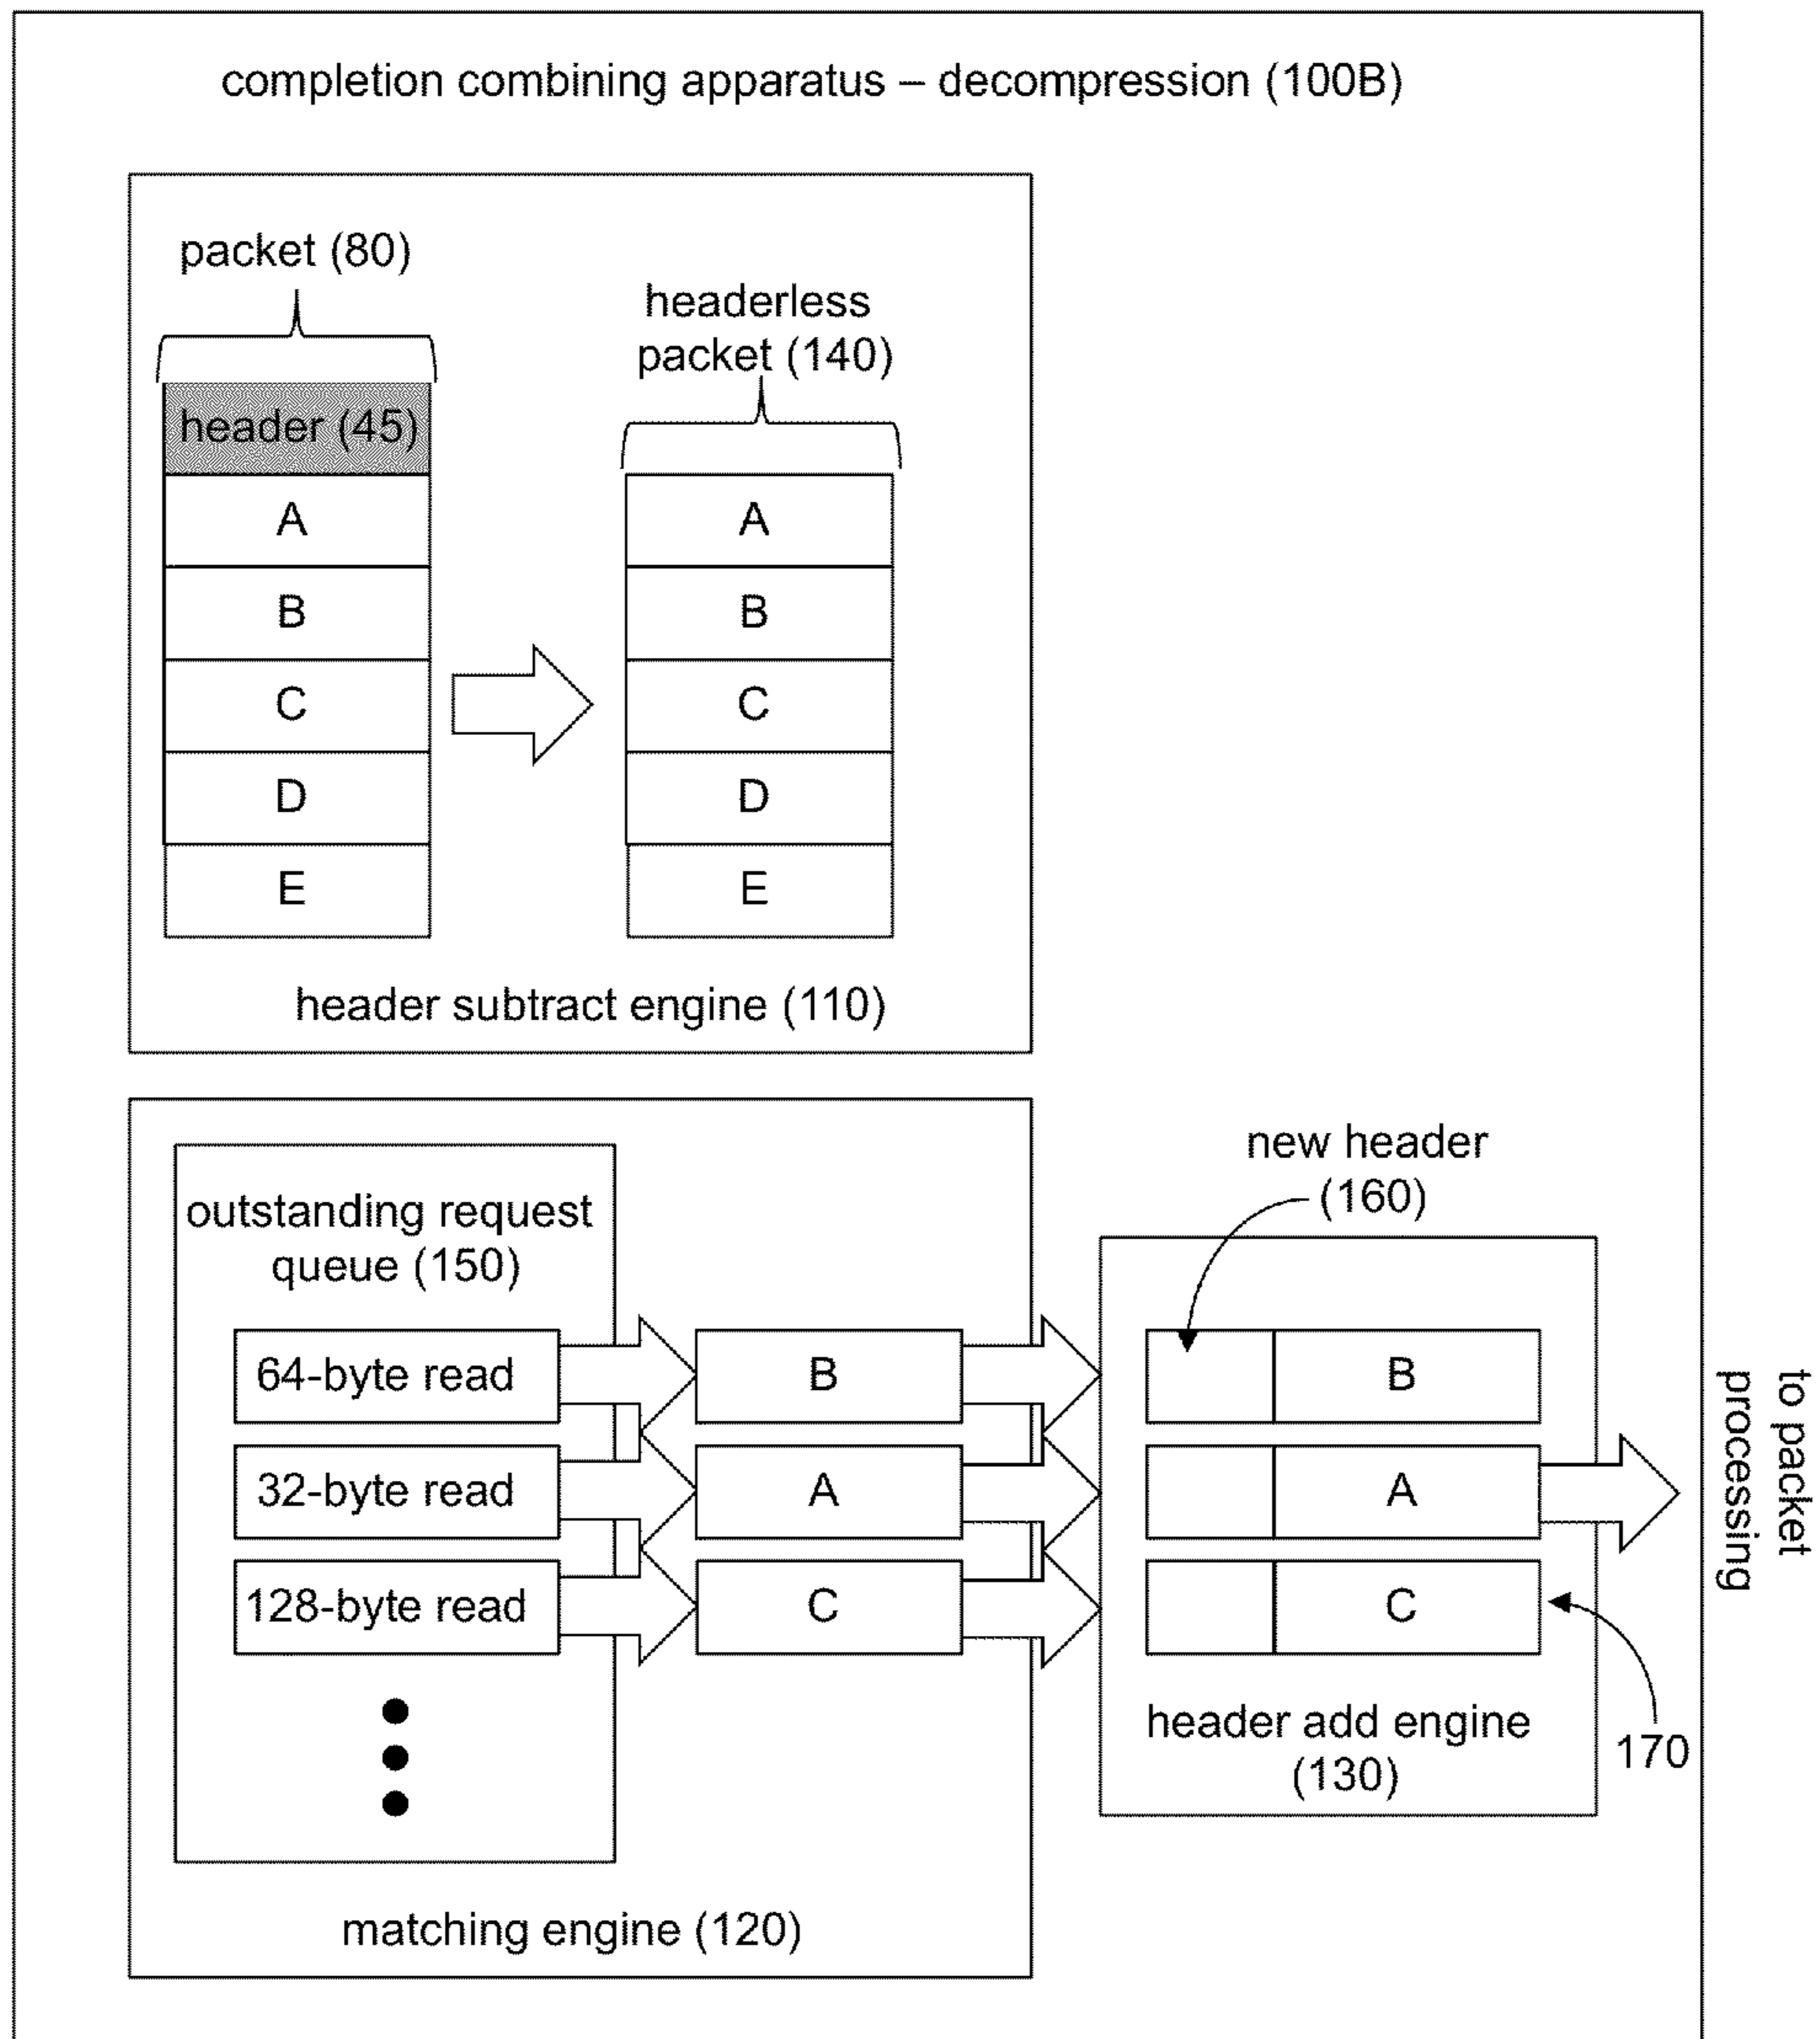 completion combining apparatus – decompression (100B)
packet (80)
headerless
packet (140)
header (45)
A
B
C
D
E
A
B
C
D
E
header subtract engine (110)
outstanding request
queue (150)
64-byte read
32-byte read
128-byte read
B
A
C
matching engine (120)
new header
(160)
B
A
C
header add engine
(130)
170
to packet
processing